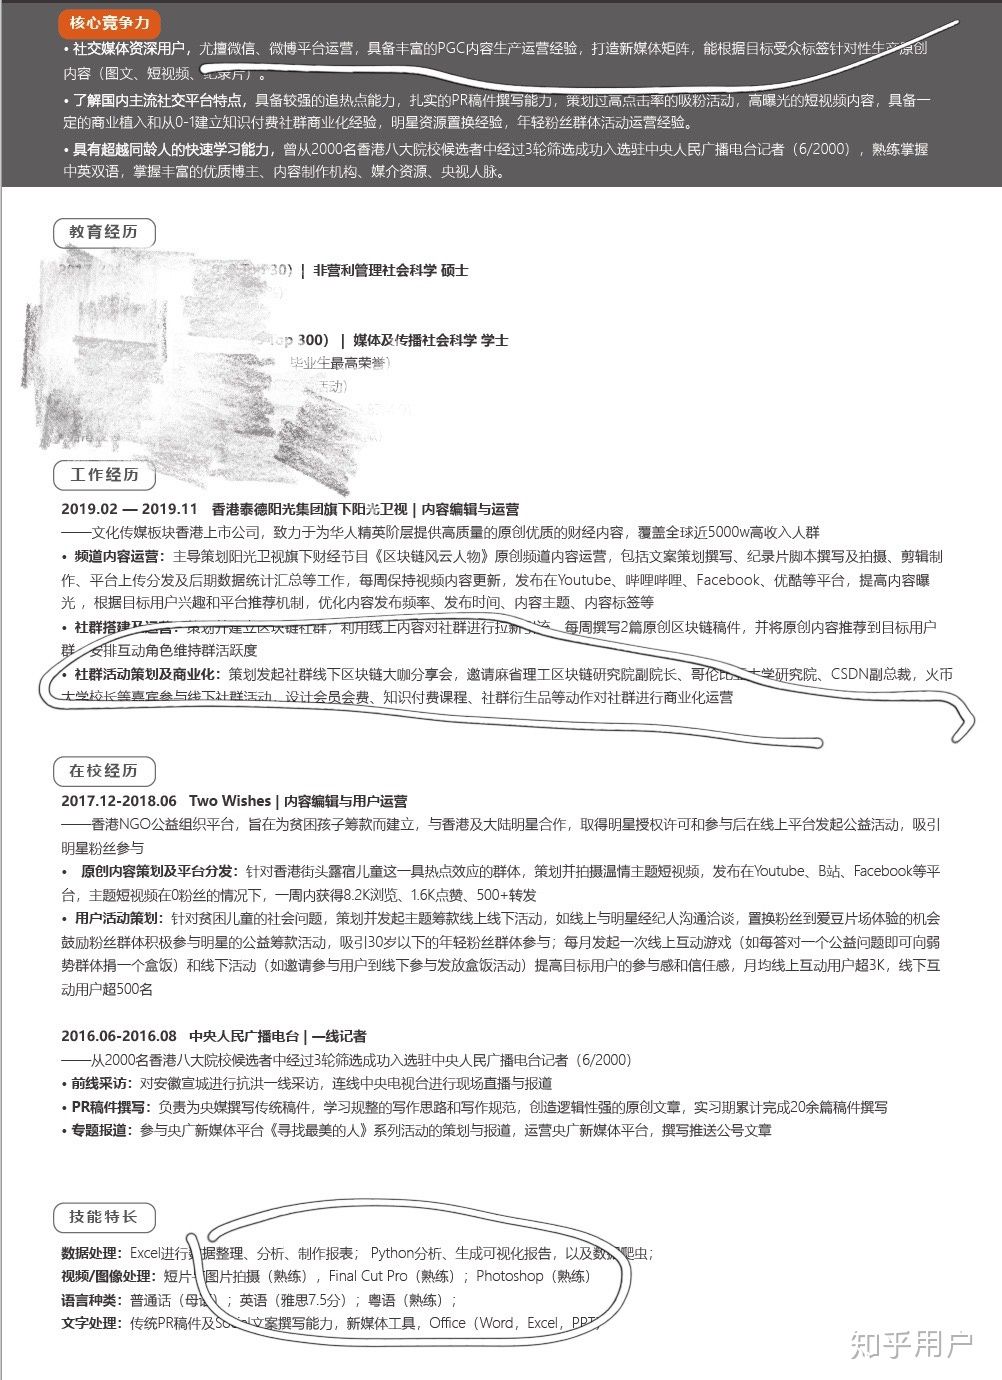 核心竞争力
• 社交媒体资深用户，尤擅微信、微博平台运营，具备丰富的PGC内容生产运营经验，打造新媒体矩阵，能根据目标受众标签针对性生产原创
内容（图文、短视频、纪录片）。
• 了解国内主流社交平台特点，具备较强的追热点能力，扎实的PR稿件撰写能力，策划过高点击率的吸粉活动，高曝光的短视频内容，具备一
定的商业植入和从0-1建立知识付费社群商业化经验，明星资源置换经验，年轻粉丝群体活动运营经验。
• 具有超越同龄人的快速学习能力，曾从2000名香港八大院校候选者中经过3轮筛选成功入选驻中央人民广播电台记者（6/2000），熟练掌握
中英双语，掌握丰富的优质博主、内容制作机构、媒介资源、央视人脉。
教育经历
30）| 非营利管理社会科学 硕士
Top 300） | 媒体及传播社会科学 学士
毕业生最高荣誉）
活动）
工作经历
2019.02 — 2019.11 香港泰德阳光集团旗下阳光卫视 | 内容编辑与运营
——文化传媒板块香港上市公司，致力于为华人精英阶层提供高质量的原创优质的财经内容，覆盖全球近5000w高收入人群
• 频道内容运营：主导策划阳光卫视旗下财经节目《区块链风云人物》原创频道内容运营，包括文案策划撰写、纪录片脚本撰写及拍摄、剪辑制
作、平台上传分发及后期数据统计汇总等工作，每周保持视频内容更新，发布在Youtube、哔哩哔哩、Facebook、优酷等平台，提高内容曝
光 ，根据目标用户兴趣和平台推荐机制，优化内容发布频率、发布时间、内容主题、内容标签等
• 社群搭建及运营：策划并建立区块链社群，利用线上内容对社群进行拉新引流，每周撰写2篇原创区块链稿件，并将原创内容推荐到目标用户
群，安排互动角色维持群活跃度
• 社群活动策划及商业化：策划发起社群线下区块链大咖分享会，邀请麻省理工区块链研究院副院长、哥伦比亚大学研究院、CSDN副总裁，火币
大学校长等嘉宾参与线下社群活动，设计会员会费、知识付费课程、社群衍生品等动作对社群进行商业化运营
在校经历
2017.12-2018.06 Two Wishes | 内容编辑与用户运营
——香港NGO公益组织平台，旨在为贫困孩子筹款而建立，与香港及大陆明星合作，取得明星授权许可和参与后在线上平台发起公益活动，吸引
明星粉丝参与
• 原创内容策划及平台分发：针对香港街头露宿儿童这一具热点效应的群体，策划并拍摄温情主题短视频，发布在Youtube、B站、Facebook等平
台，主题短视频在0粉丝的情况下，一周内获得8.2K浏览、1.6K点赞、500+转发
• 用户活动策划：针对贫困儿童的社会问题，策划并发起主题筹款线上线下活动，如线上与明星经纪人沟通洽谈，置换粉丝到爱豆片场体验的机会
鼓励粉丝群体积极参与明星的公益筹款活动，吸引30岁以下的年轻粉丝群体参与；每月发起一次线上互动游戏（如每答对一个公益问题即可向弱
势群体捐一个盒饭）和线下活动（如邀请参与用户到线下参与发放盒饭活动）提高目标用户的参与感和信任感，月均线上互动用户超3K，线下互
动用户超500名
2016.06-2016.08 中央人民广播电台 | 一线记者
——从2000名香港八大院校候选者中经过3轮筛选成功入选驻中央人民广播电台记者（6/2000）
• 前线采访：对安徽宣城进行抗洪一线采访，连线中央电视台进行现场直播与报道
• PR稿件撰写：负责为央媒撰写传统稿件，学习规整的写作思路和写作规范，创造逻辑性强的原创文章，实习期累计完成20余篇稿件撰写
• 专题报道：参与央广新媒体平台《寻找最美的人》系列活动的策划与报道，运营央广新媒体平台，撰写推送公号文章
技能特长
数据处理：Excel进行数据整理、分析、制作报表； Python分析、生成可视化报告，以及数据爬虫；
视频/图像处理：短片+图片拍摄（熟练），Final Cut Pro（熟练）；Photoshop（熟练）
语言种类：普通话（母语）；英语（雅思7.5分）；粤语（熟练）；
文字处理：传统PR稿件及Social文案撰写能力，新媒体工具，Office（Word，Excel，PPT）
知乎用户